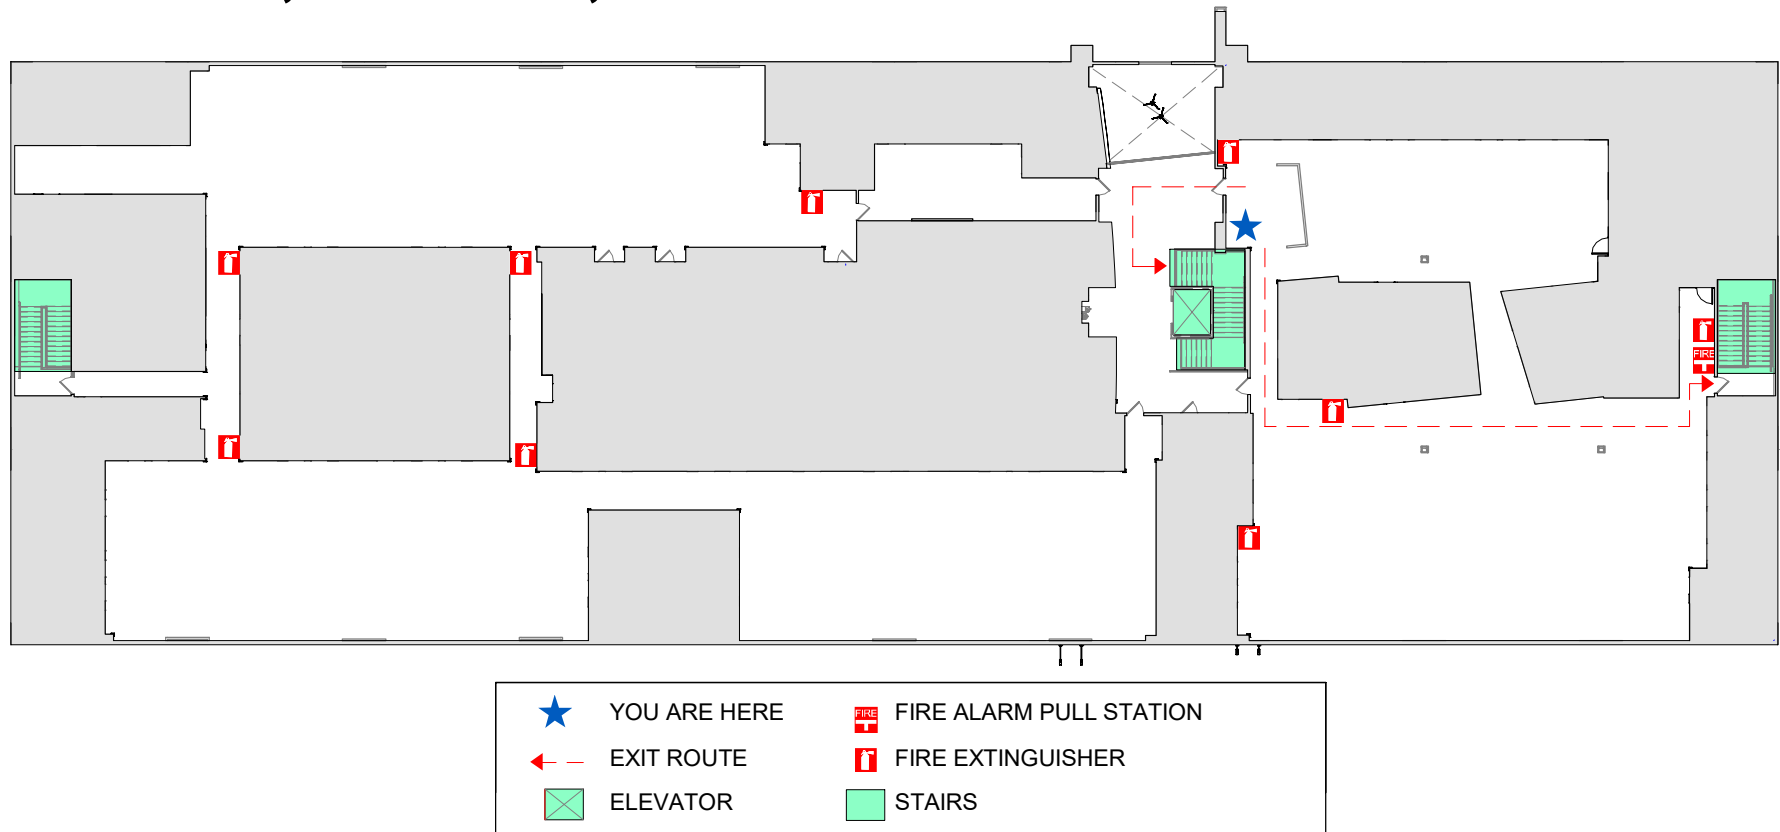 FIRE
YOU ARE HERE
FIRE
FIRE ALARM PULL STATION
EXIT ROUTE
FIRE EXTINGUISHER
ELEVATOR
STAIRS